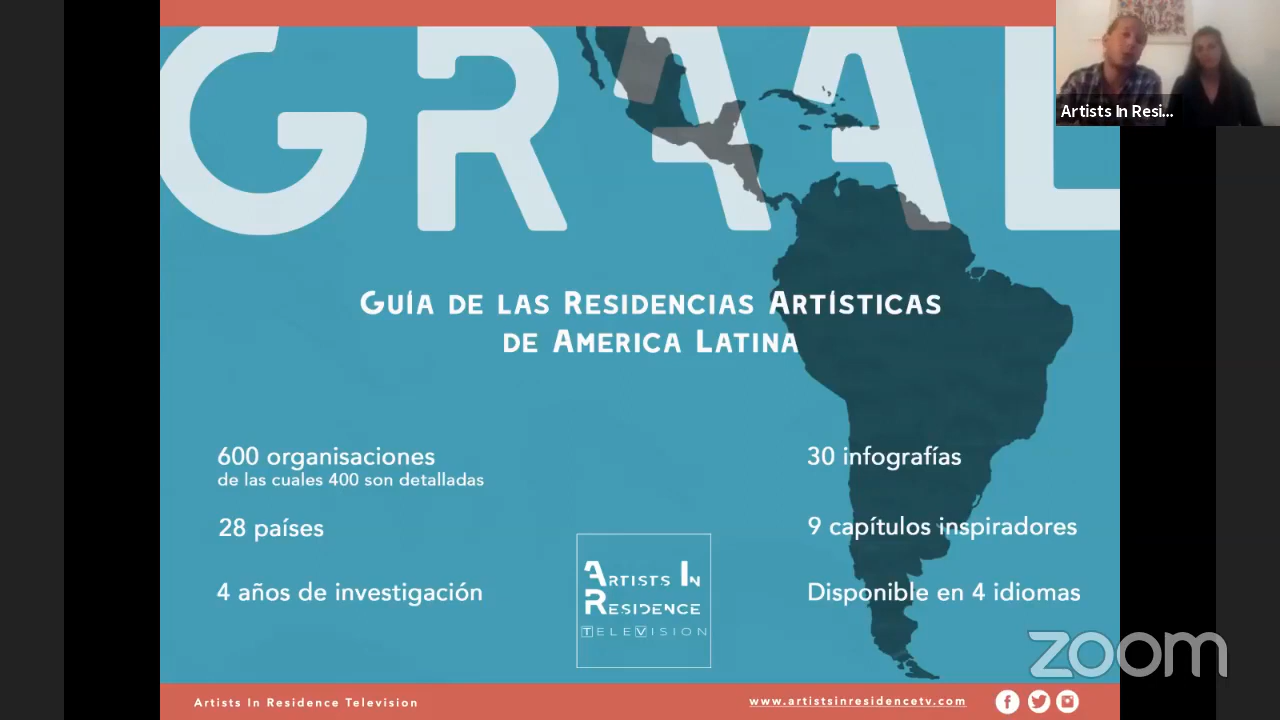 GRAAL
Artists In Resi...
GUÍA DE LAS RESIDENCIAS ARTÍSTICAS
DE AMERICA LATINA
600 organisaciones
de las cuales 400 son detalladas
28 países
4 años de investigación
30 infografías
9 capítulos inspiradores
Disponible en 4 idiomas
ARTISTS IN
RESIDENCE
TELEVISION
zoom
Artists In Residence Television
www.artistsinresidencetv.com